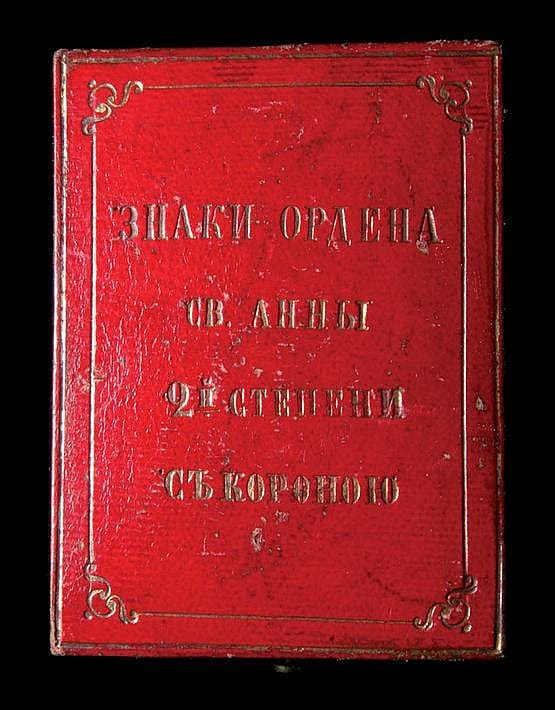 ЗНАКИ ОРДЕНА
СВ. АННЫ
2й СТЕПЕНИ
СЪ КОРОНОЮ